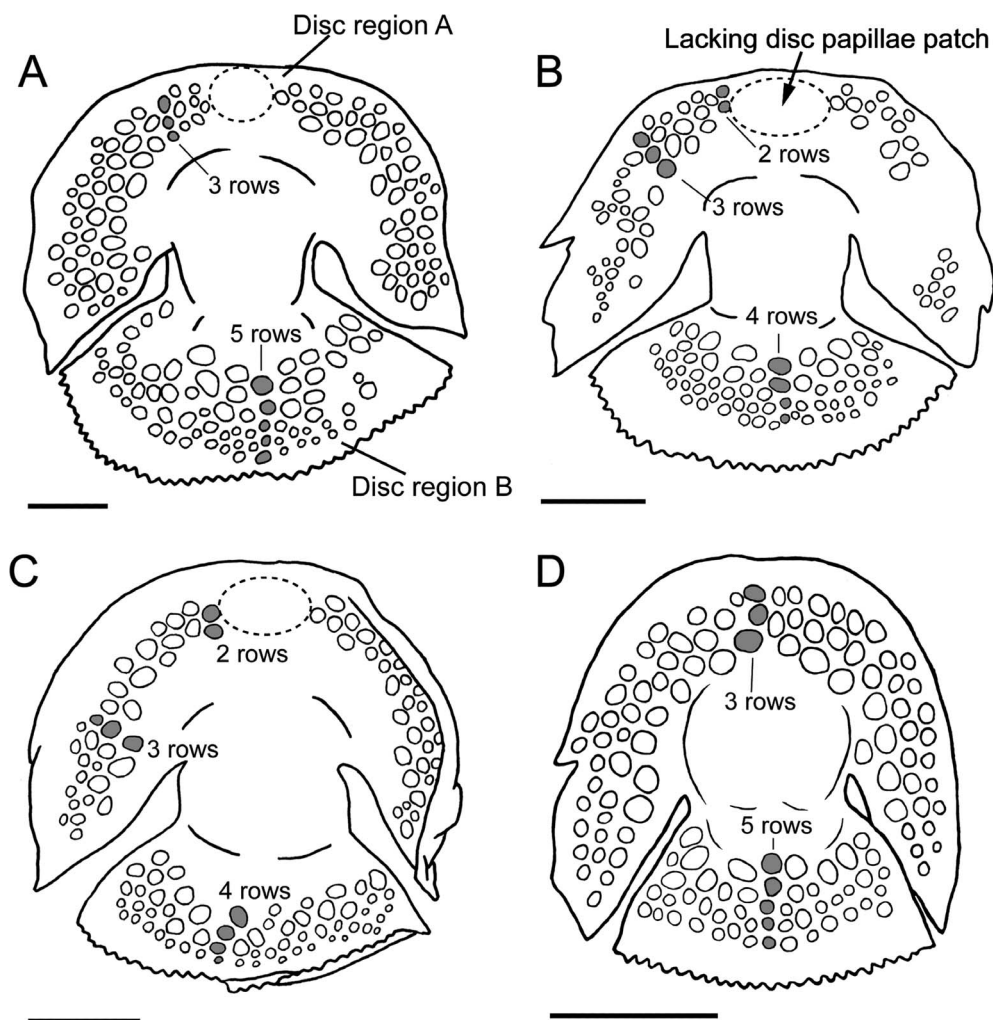 A
Disc region A
3 rows
5 rows
Disc region B
B
Lacking disc papillae patch
2 rows
3 rows
4 rows
C
2 rows
3 rows
4 rows
D
3 rows
5 rows